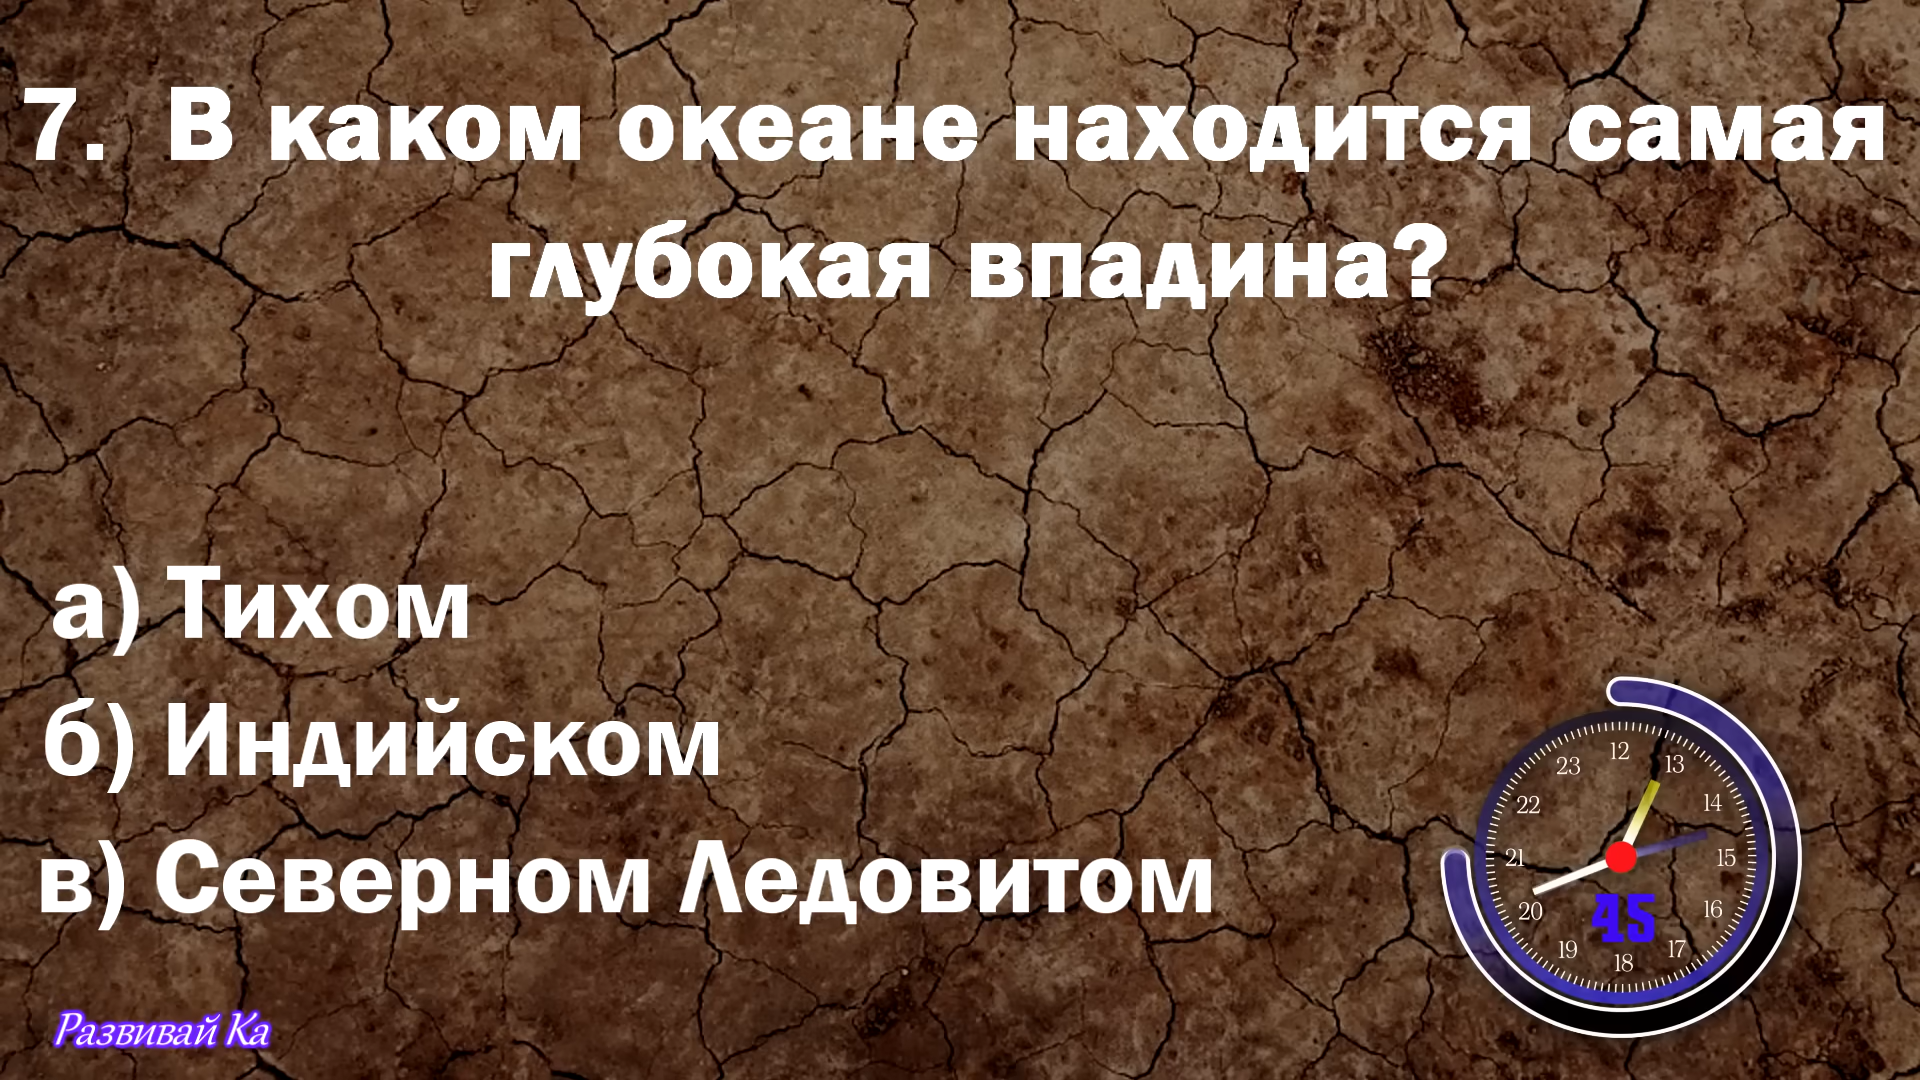 7. В каком океане находится самая
глубокая впадина?
а) Тихом
б) Индийском
в) Северном Ледовитом
12
13
14
15
16
17
18
19
20
21
22
23
45
Развивай Ка